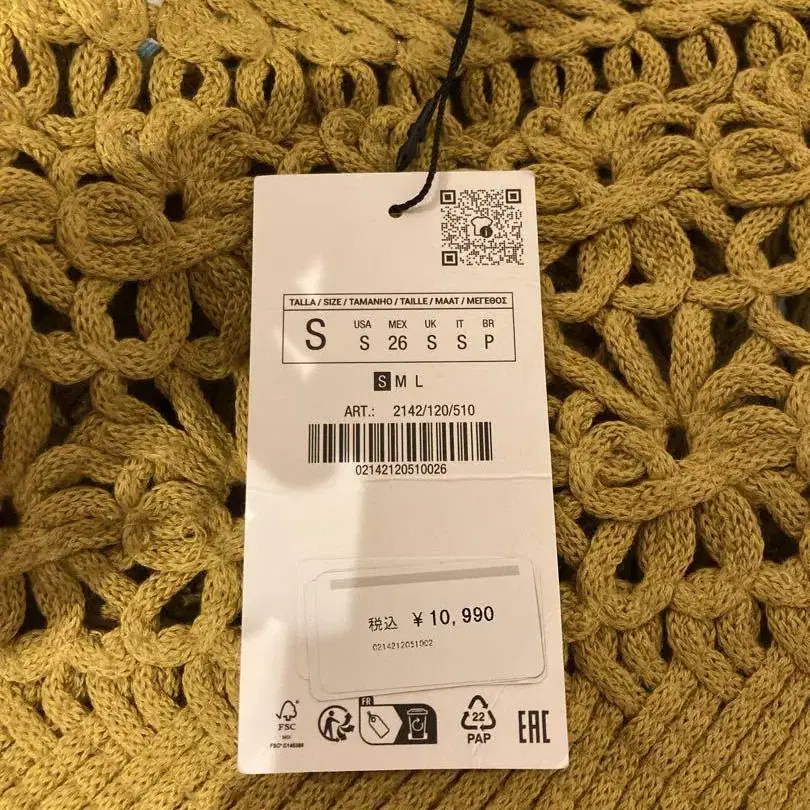 TALLA / SIZE / TAMANHO / TAILLE / MAAT / ΜΕΓΕΘΟΣ
S USA MEX UK IT BR
S 26 S S P
S M L
ART.: 2142/120/510
02142120510026
税込 ¥10,990
0214212051002
FR
FSC
22
PAP
EAC